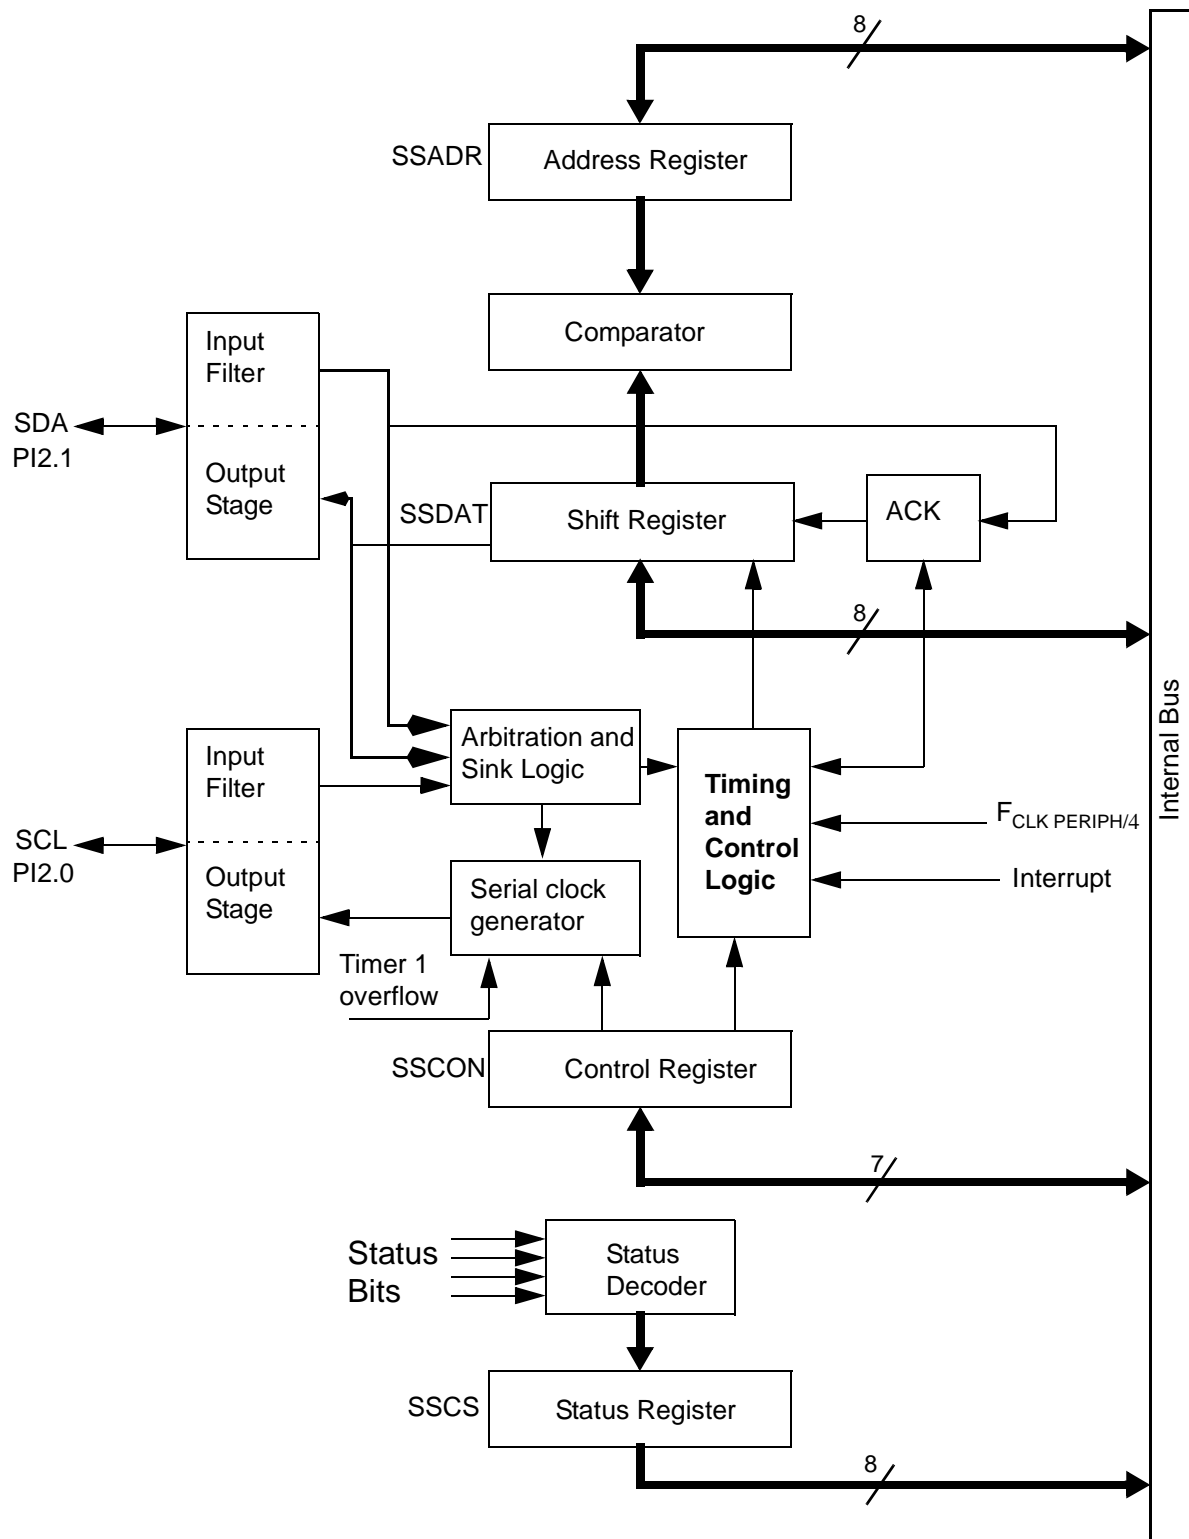 8
SSADR
Address Register
Comparator
Input
Filter
SDA
PI2.1
Output
Stage
SSDAT
Shift Register
ACK
8
Internal Bus
Input
Filter
Arbitration and
Sink Logic
Timing
and
Control
Logic
FCLK PERIPH/4
SCL
PI2.0
Output
Stage
Serial clock
generator
Interrupt
Timer 1
overflow
SSCON
Control Register
7
Status
Bits
Status
Decoder
SSCS
Status Register
8